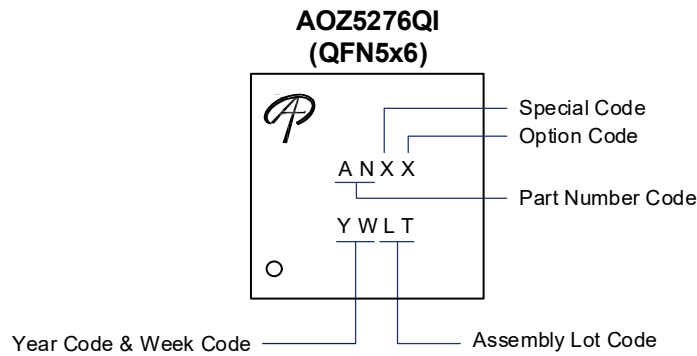 AOZ5276QI
(QFN5x6)
Special Code
Option Code
A N X X
Part Number Code
Y W L T
Year Code & Week Code
Assembly Lot Code